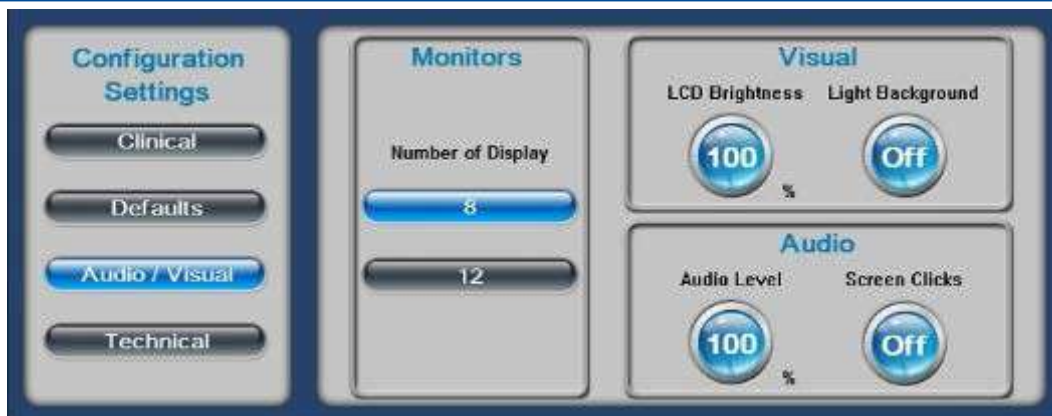 Configuration
Settings
Clinical
Defaults
Audio / Visual
Technical
Monitors
Number of Display
8
12
Visual
LCD Brightness
Light Background
100
%
Off
Audio
Audio Level
Screen Clicks
100
%
Off